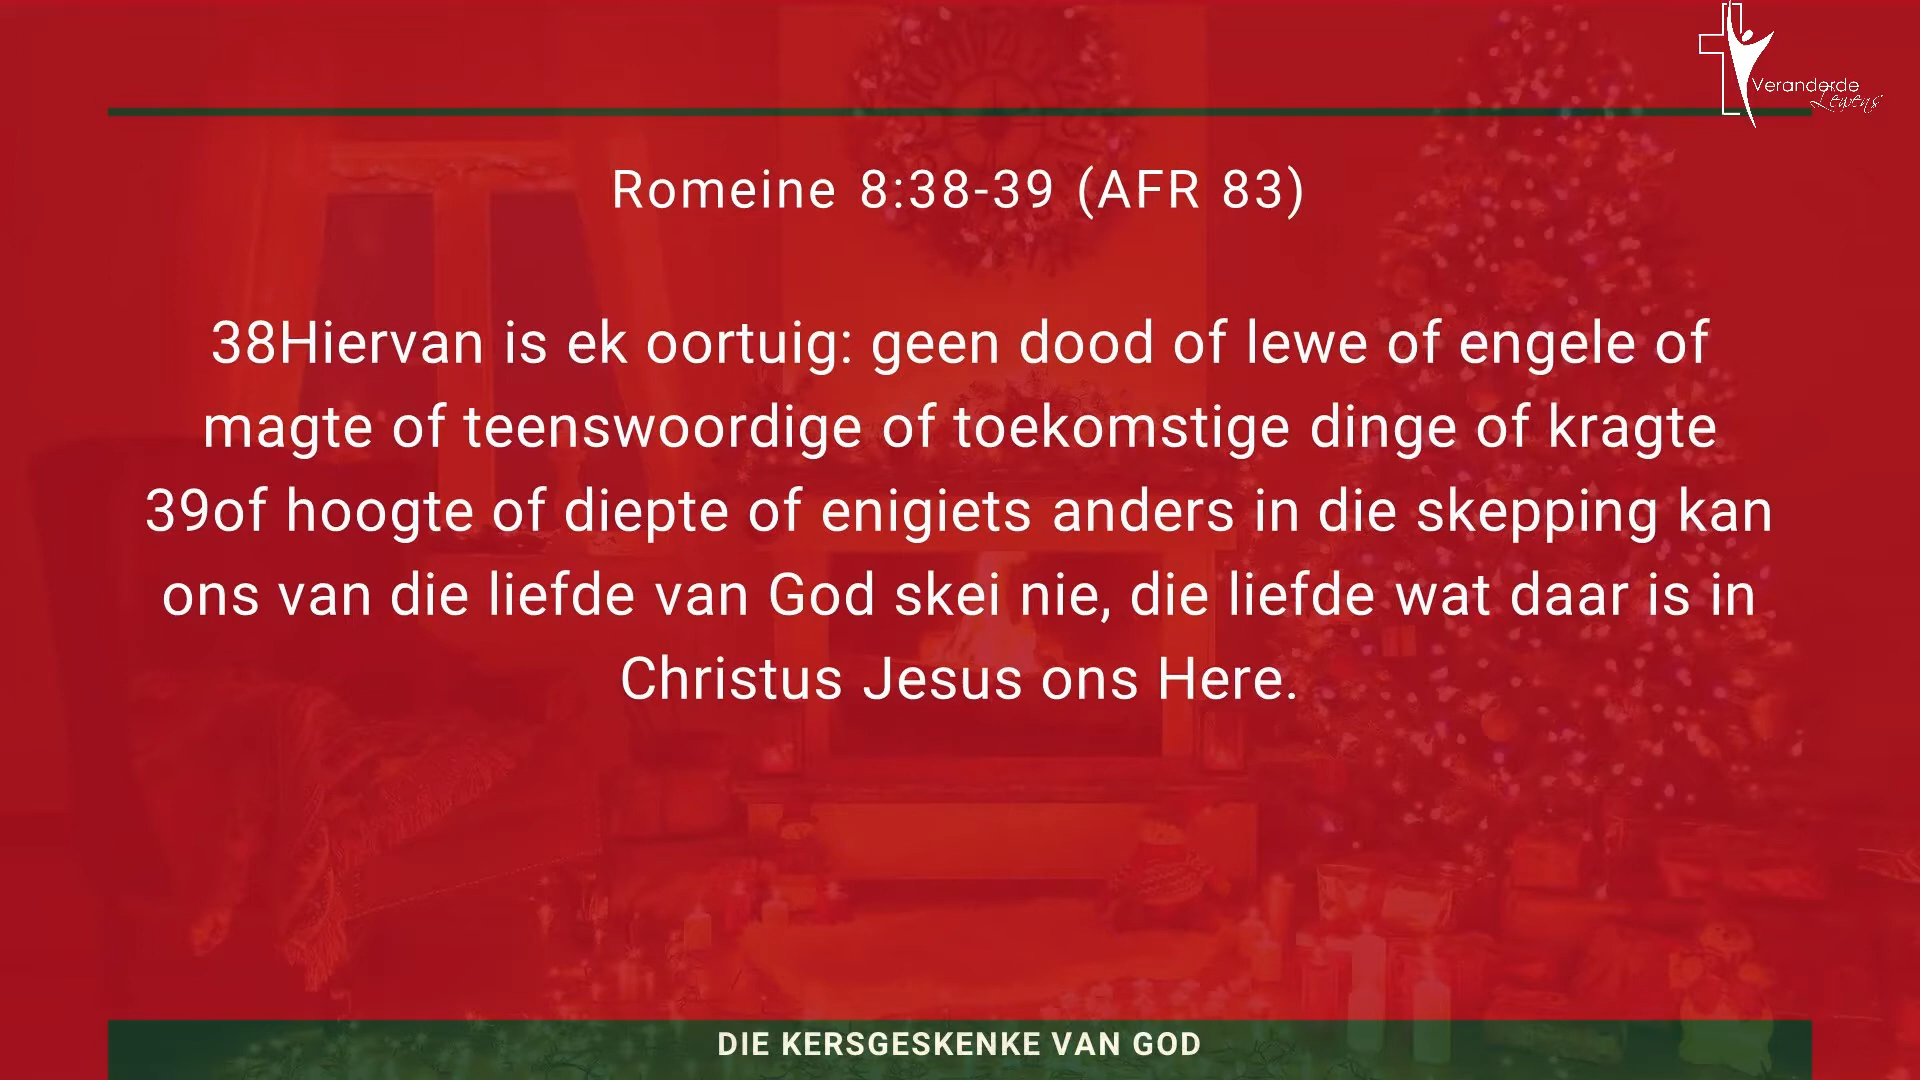 Veranderde
Lewens
Romeine 8:38-39 (AFR 83)
38Hiervan is ek oortuig: geen dood of lewe of engele of
magte of teenswoordige of toekomstige dinge of kragte
39of hoogte of diepte of enigiets anders in die skepping kan
ons van die liefde van God skei nie, die liefde wat daar is in
Christus Jesus ons Here.
DIE KERSGESKENKE VAN GOD